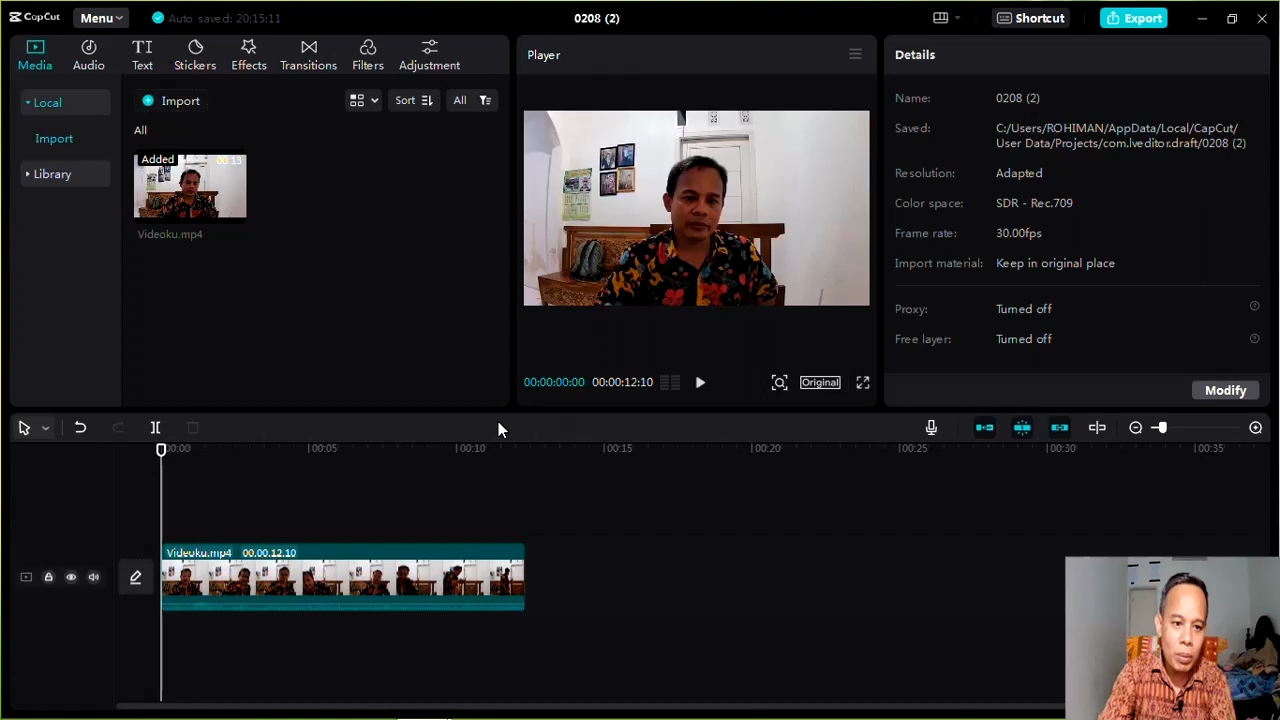 CapCut
Menu
Auto saved: 20:15:11
0208 (2)
Shortcut
Export
Media
Audio
Text
Stickers
Effects
Transitions
Filters
Adjustment
Local
Import
Library
Import
Sort
All
All
Added
00:13
Videoku.mp4
Player
00:00:00:00
00:00:12:10
Original
Details
Name:
0208 (2)
Saved:
C:/Users/ROHIMAN/AppData/Local/CapCut/
User Data/Projects/com.lveditor.draft/0208 (2)
Resolution:
Adapted
Color space:
SDR - Rec.709
Frame rate:
30.00fps
Import material:
Keep in original place
Proxy:
Turned off
Free layer:
Turned off
Modify
00:00
00:05
00:10
00:15
00:20
00:25
00:30
00:35
Videoku.mp4 00:00:12:10